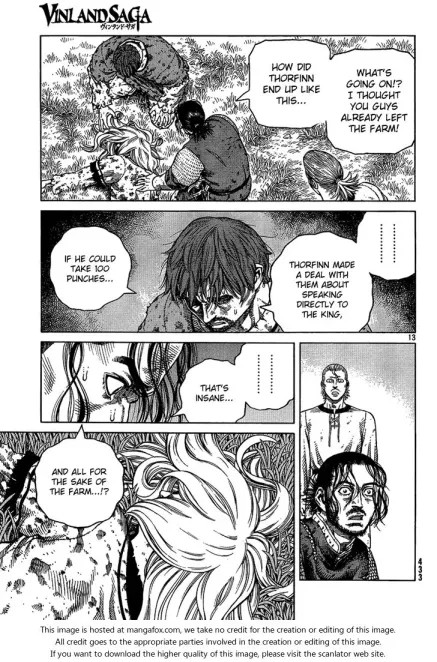 VINLAND SAGA
ヴィンランド・サガ
WHAT'S
GOING ON!?
I THOUGHT
YOU GUYS
ALREADY LEFT
THE FARM!
HOW DID
THORFINN
END UP LIKE
THIS...
THORFINN MADE
A DEAL WITH
THEM ABOUT
SPEAKING
DIRECTLY
TO THE
KING,
IF HE COULD
TAKE 100
PUNCHES...
13
THAT'S
INSANE...
AND ALL FOR
THE SAKE OF
THE FARM...!?
433
This image is hosted at mangafox.com, we take no credit for the creation or editing of this image.
All credit goes to the appropriate parties involved in the creation or editing of this image.
If you want to download the higher quality of this image, please visit the scanlator web site.